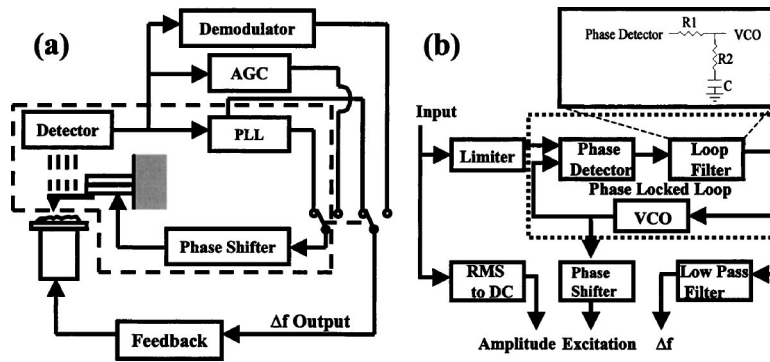 (a)
Demodulator
AGC
Detector
PLL
Phase Shifter
Δf Output
Feedback
(b)
Phase Detector
R1
VCO
R2
C
Input
Limiter
Phase
Detector
Loop
Filter
Phase Locked Loop
VCO
RMS
to DC
Phase
Shifter
Low Pass
Filter
Amplitude Excitation Δf